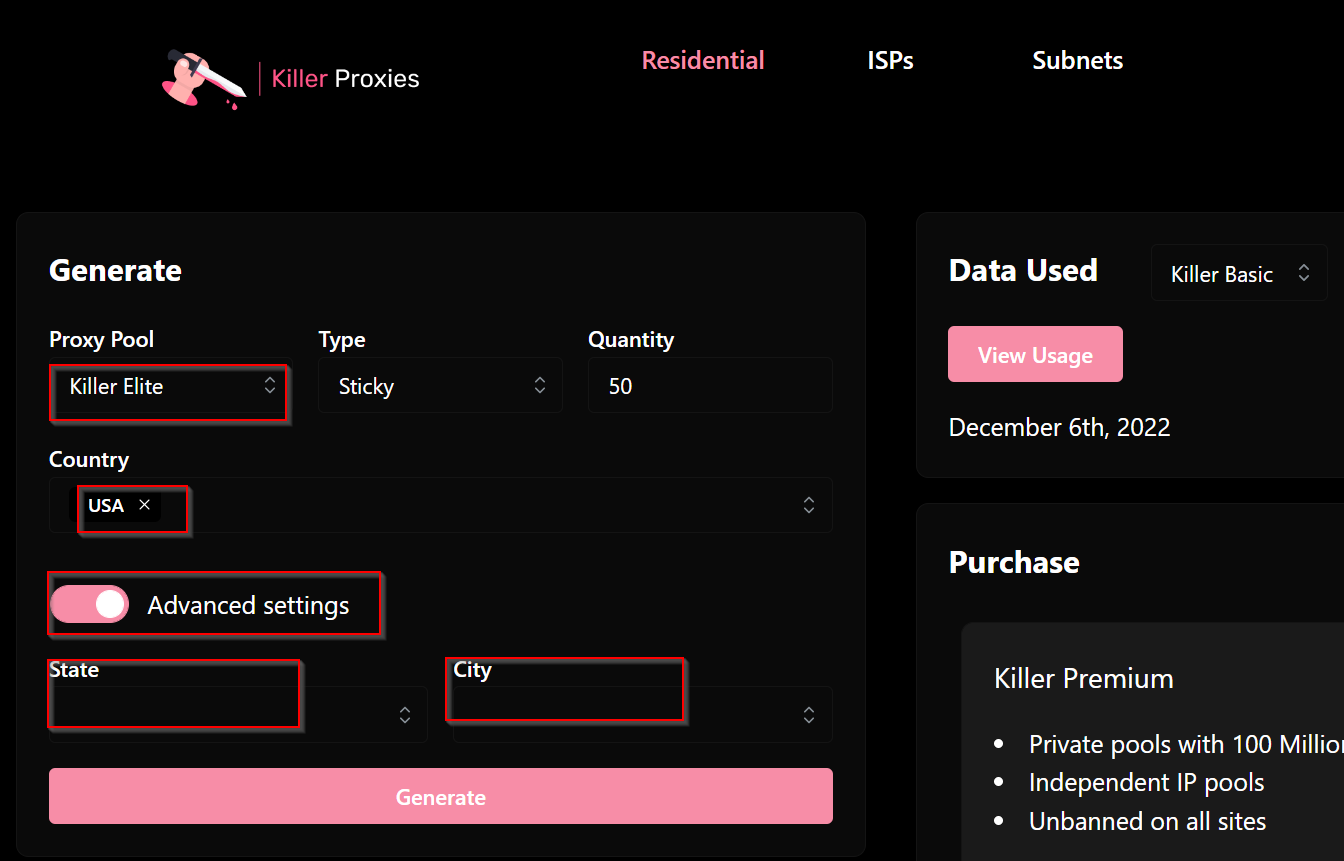 Killer Proxies
Residential
ISPs
Subnets
Generate
Proxy Pool
Type
Quantity
Killer Elite
Sticky
50
Country
USA
Advanced settings
State
City
Generate
Data Used
Killer Basic
View Usage
December 6th, 2022
Purchase
Killer Premium
Private pools with 100 Million
Independent IP pools
Unbanned on all sites